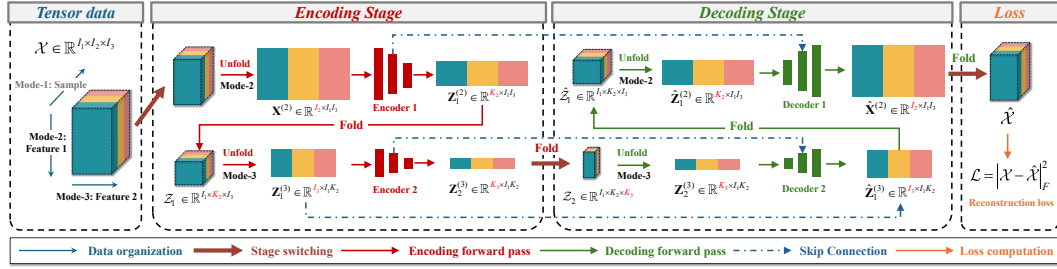 Tensor data
Encoding Stage
Decoding Stage
Loss
𝒳 ∈ ℝ^{I₁×I₂×I₃}
Mode-1: Sample
Mode-2:
Feature 1
Mode-3: Feature 2
Unfold
Mode-2
X^{(2)} ∈ ℝ^{I₂×I₁I₃}
Encoder 1
Z₁^{(2)} ∈ ℝ^{K₂×I₁I₃}
Fold
𝒵₁ ∈ ℝ^{I₁×K₂×I₃}
Unfold
Mode-3
Z₁^{(3)} ∈ ℝ^{I₃×I₁K₂}
Encoder 2
Z₂^{(3)} ∈ ℝ^{K₃×I₁K₂}
Fold
𝒵̂₁ ∈ ℝ^{I₁×K₂×I₃}
Unfold
Mode-2
Ẑ₁^{(2)} ∈ ℝ^{K₂×I₁I₃}
Decoder 1
X̂^{(2)} ∈ ℝ^{I₂×I₁I₃}
Fold
𝒵₂ ∈ ℝ^{I₁×K₂×K₃}
Unfold
Mode-3
Z₂^{(3)} ∈ ℝ^{K₃×I₁K₂}
Decoder 2
Ẑ₁^{(3)} ∈ ℝ^{I₃×I₁K₂}
Fold
𝒳̂
ℒ = |𝒳 − 𝒳̂|²_F
Reconstruction loss
Data organization
Stage switching
Encoding forward pass
Decoding forward pass
Skip Connection
Loss computation